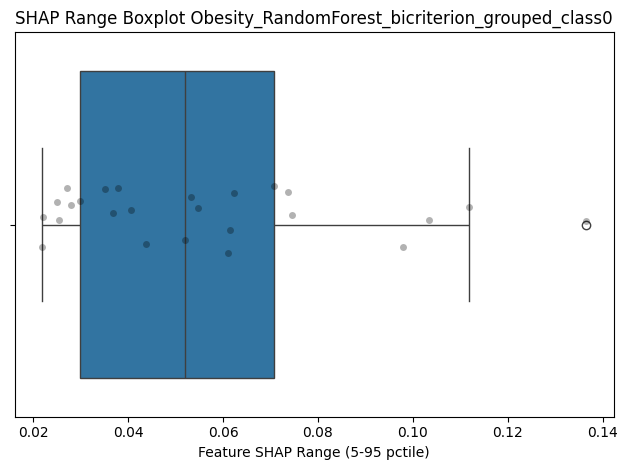 SHAP Range Boxplot Obesity_RandomForest_bicriterion_grouped_class0
0.02 0.04 0.06 0.08 0.10 0.12 0.14
Feature SHAP Range (5-95 pctile)